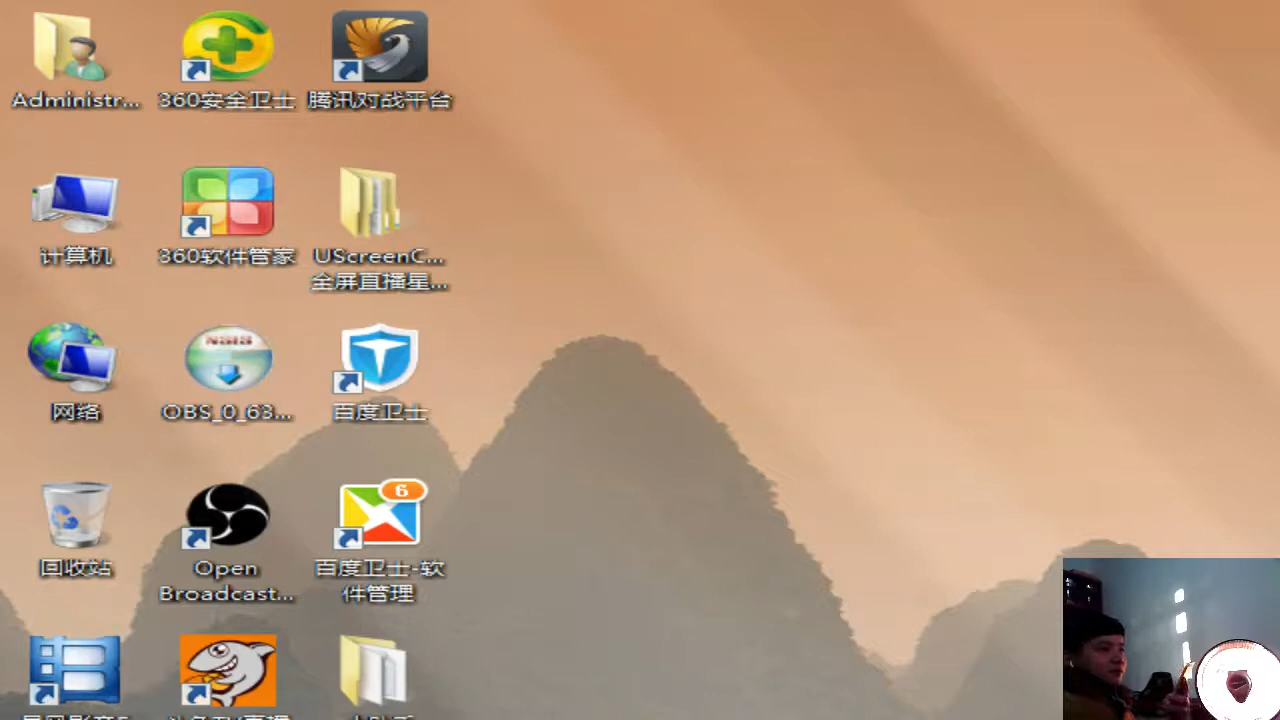 Administr...
360安全卫士
腾讯对战平台
计算机
360软件管家
UScreenC...
全屏直播星...
网络
NSIS
OBS_0_63...
百度卫士
回收站
Open
Broadcast...
6
百度卫士-软
件管理